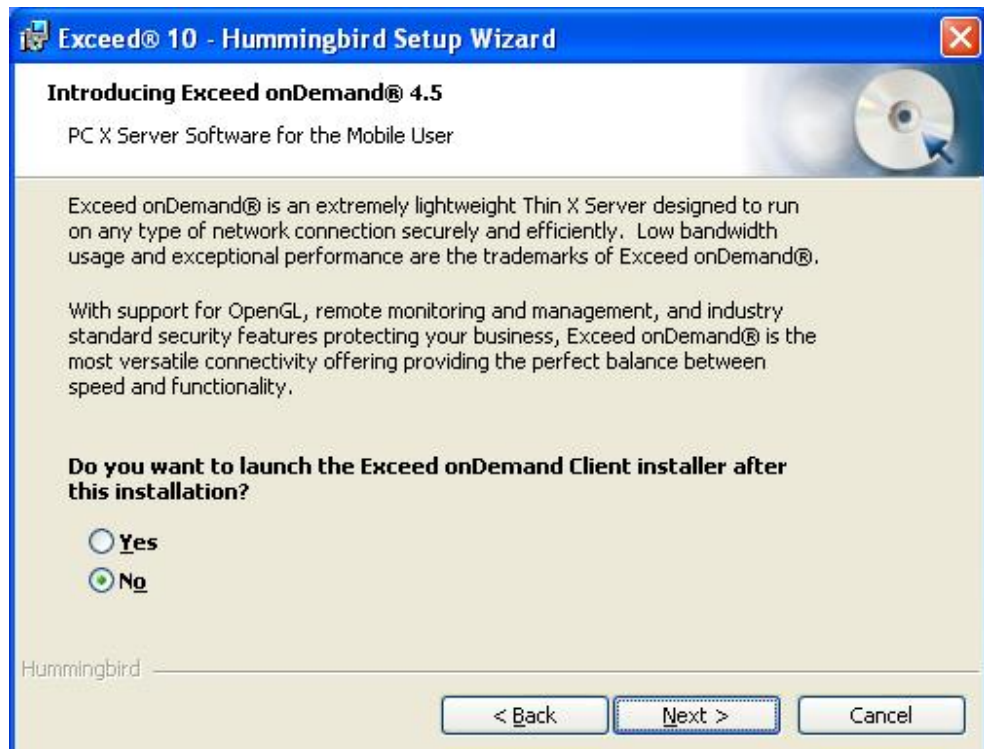 Exceed® 10 - Hummingbird Setup Wizard
Introducing Exceed onDemand® 4.5
PC X Server Software for the Mobile User
Exceed onDemand® is an extremely lightweight Thin X Server designed to run
on any type of network connection securely and efficiently. Low bandwidth
usage and exceptional performance are the trademarks of Exceed onDemand®.
With support for OpenGL, remote monitoring and management, and industry
standard security features protecting your business, Exceed onDemand® is the
most versatile connectivity offering providing the perfect balance between
speed and functionality.
Do you want to launch the Exceed onDemand Client installer after
this installation?
Yes
No
Hummingbird
< Back Next > Cancel